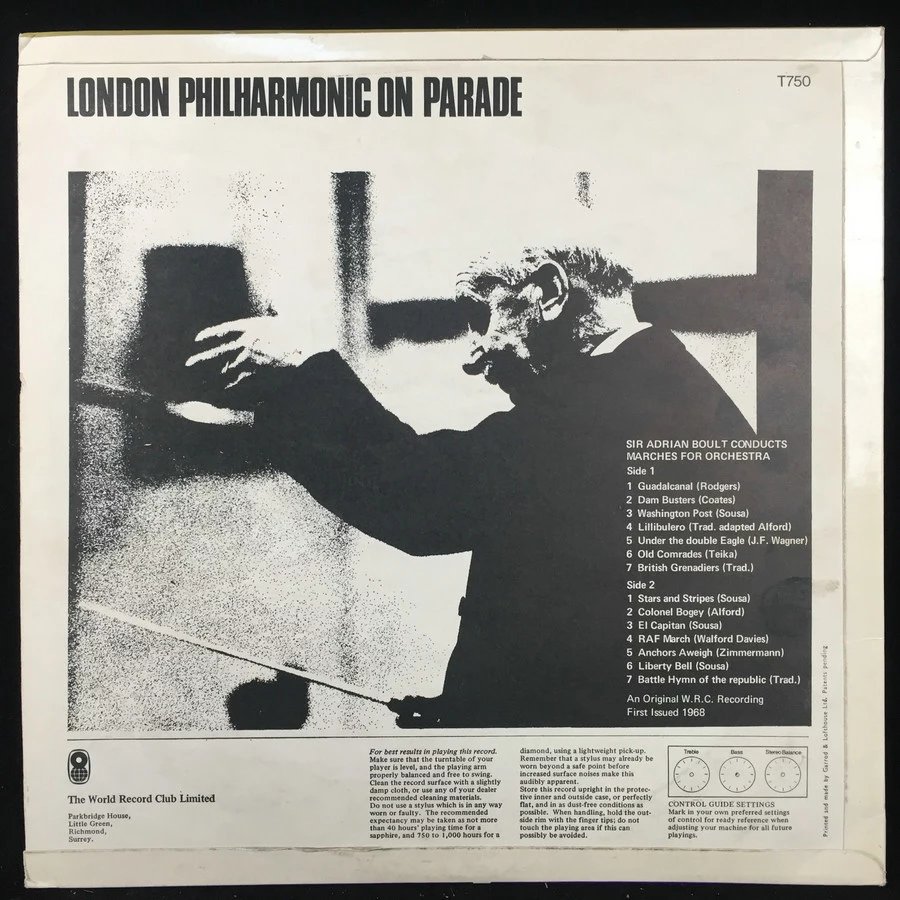 LONDON PHILHARMONIC ON PARADE
T750
SIR ADRIAN BOULT CONDUCTS
MARCHES FOR ORCHESTRA
Side 1
1 Guadalcanal (Rodgers)
2 Dam Busters (Coates)
3 Washington Post (Sousa)
4 Lillibulero (Trad. adapted Alford)
5 Under the double Eagle (J.F. Wagner)
6 Old Comrades (Teika)
7 British Grenadiers (Trad.)
Side 2
1 Stars and Stripes (Sousa)
2 Colonel Bogey (Alford)
3 El Capitan (Sousa)
4 RAF March (Walford Davies)
5 Anchors Aweigh (Zimmermann)
6 Liberty Bell (Sousa)
7 Battle Hymn of the republic (Trad.)
An Original W.R.C. Recording
First Issued 1968
The World Record Club Limited
Parkbridge House,
Little Green,
Richmond,
Surrey.
For best results in playing this record.
Make sure that the turntable of your
player is level, and the playing arm
properly balanced and free to swing.
Clean the record surface with a slightly
damp cloth, or use any of your dealer
recommended cleaning materials.
Do not use a stylus which is in any way
worn or faulty. The recommended
expectancy may be taken as not more
than 40 hours' playing time for a
sapphire, and 750 to 1,000 hours for a
diamond, using a lightweight pick-up.
Remember that a stylus may already be
worn beyond a safe point before
increased surface noises make this
audibly apparent.
Store this record upright in the protec-
tive inner and outside case, or perfectly
flat, and in as dust-free conditions as
possible. When handling, hold the out-
side rim with the finger tips; do not
touch the playing area if this can
possibly be avoided.
Treble Bass Stereo Balance
CONTROL GUIDE SETTINGS
Mark in your own preferred settings
of control for ready reference when
adjusting your machine for all future
playings.
Printed and made by Garrod & Lofthouse Ltd. Patents pending